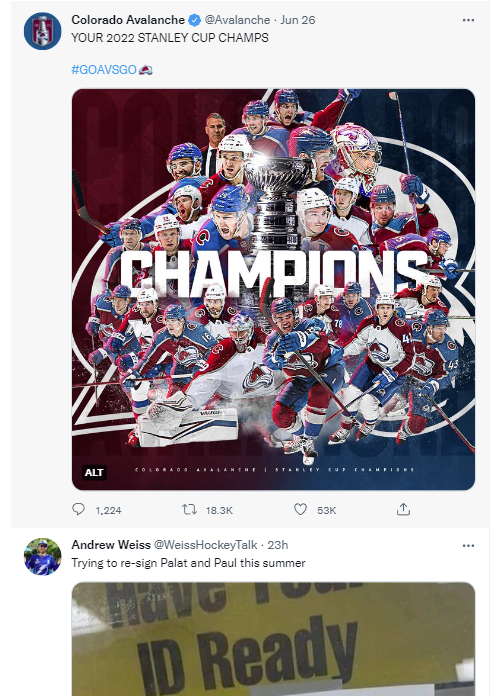 Colorado Avalanche @Avalanche · Jun 26
YOUR 2022 STANLEY CUP CHAMPS
#GOAVSGO
CHAMPIONS
COLORADO AVALANCHE | STANLEY CUP CHAMPIONS
ALT
1,224 18.3K 53K
Andrew Weiss @WeissHockeyTalk · 23h
Trying to re-sign Palat and Paul this summer
Have Your
ID Ready